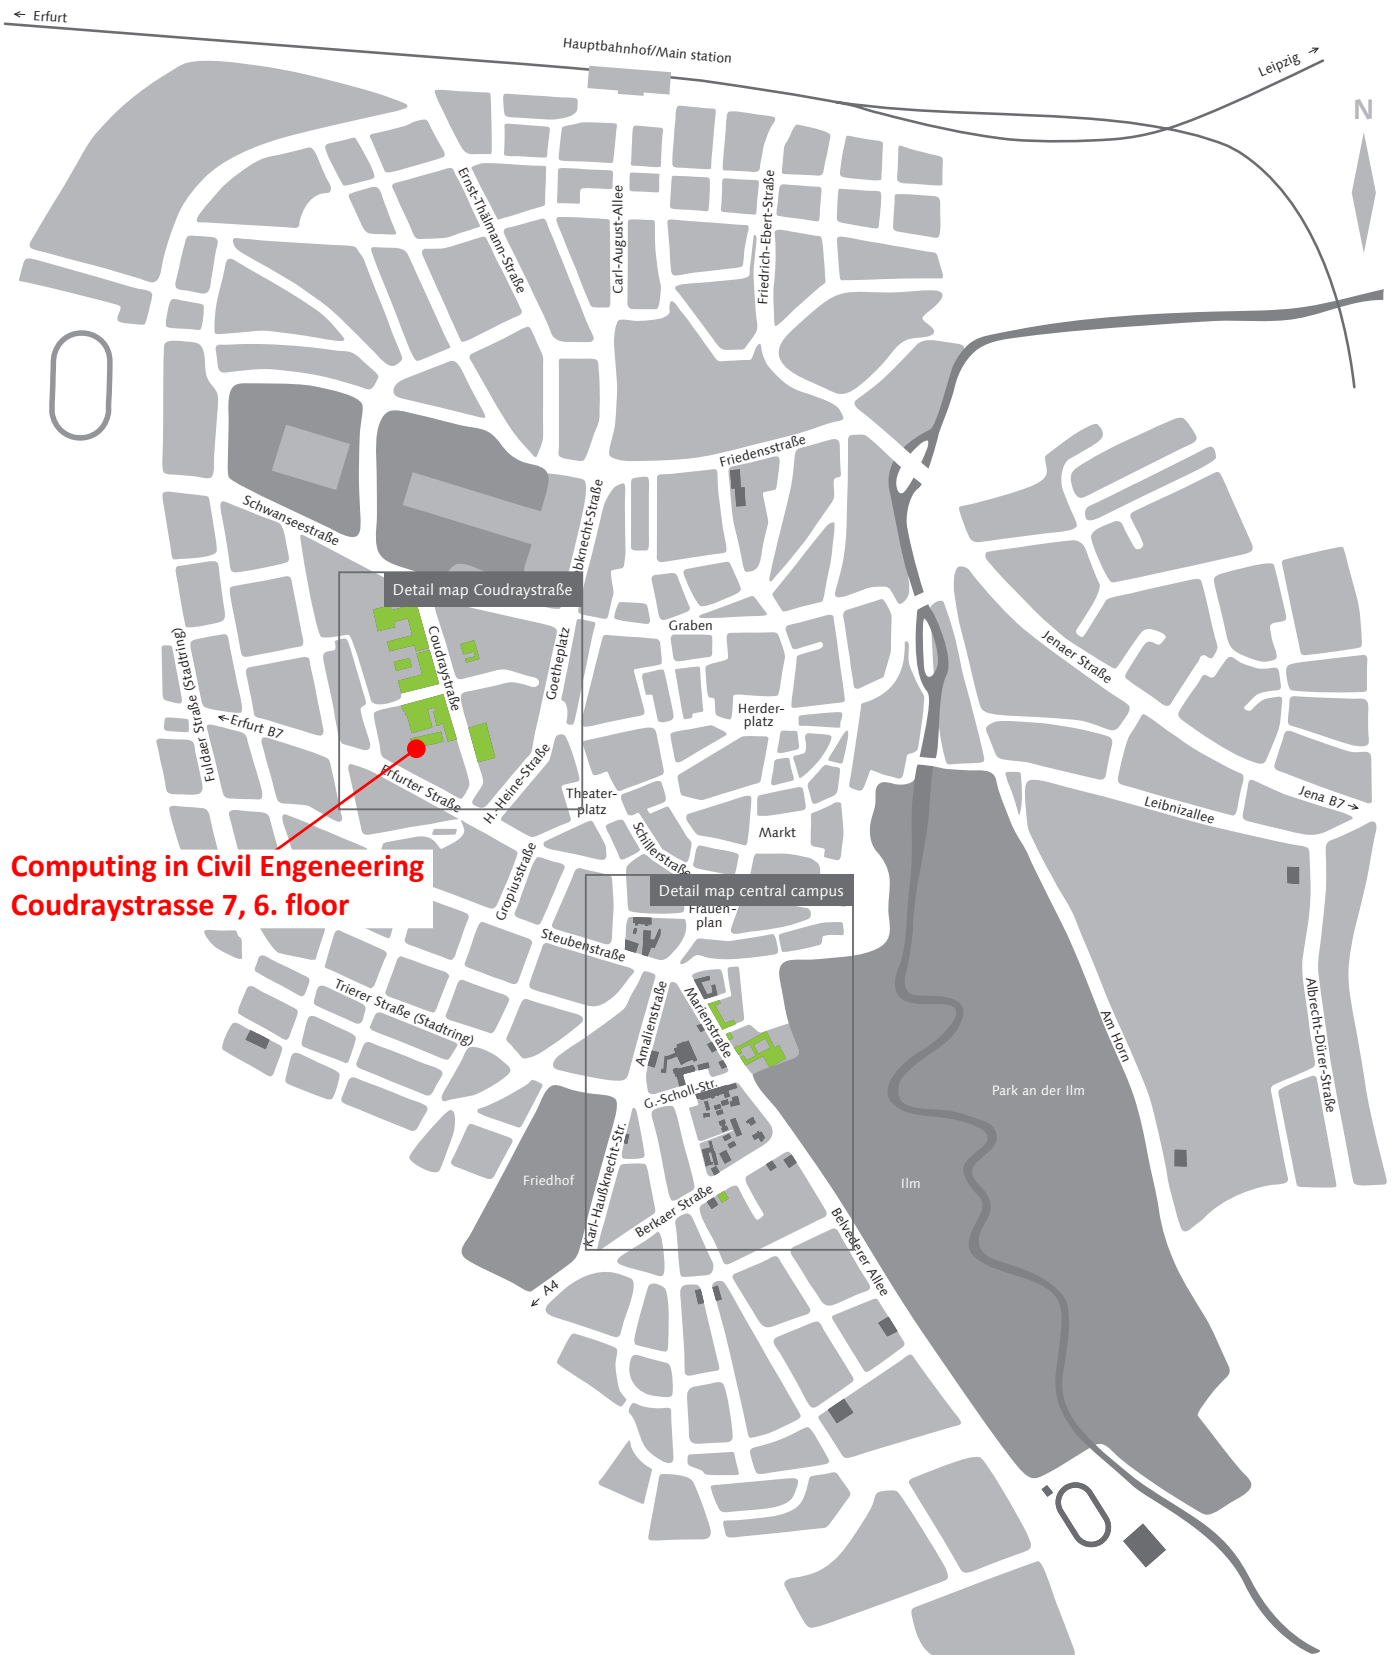 ← Erfurt
Hauptbahnhof/Main station
Leipzig →
N
Ernst-Thälmann-Straße
Carl-August-Allee
Friedrich-Ebert-Straße
Friedensstraße
Schwanseestraße
bknecht-Straße
Detail map Coudraystraße
Coudraystraße
Goetheplatz
Graben
Jenaer Straße
Fuldaer Straße (Stadtring)
← Erfurt B7
Herder-
platz
Erfurter Straße
H.-Heine-Straße
Theater-
platz
Schillerstraße
Markt
Leibnizallee
Jena B7 →
Computing in Civil Engeneering
Coudraystrasse 7, 6. floor
Gropiusstraße
Detail map central campus
Frauen-
plan
Steubenstraße
Trierer Straße (Stadtring)
Amalienstraße
Marienstraße
Am Horn
Albrecht-Dürer-Straße
Park an der Ilm
G.-Scholl-Str.
Karl-Haußknecht-Str.
Friedhof
Ilm
Berkaer Straße
Belvederer Allee
← A4